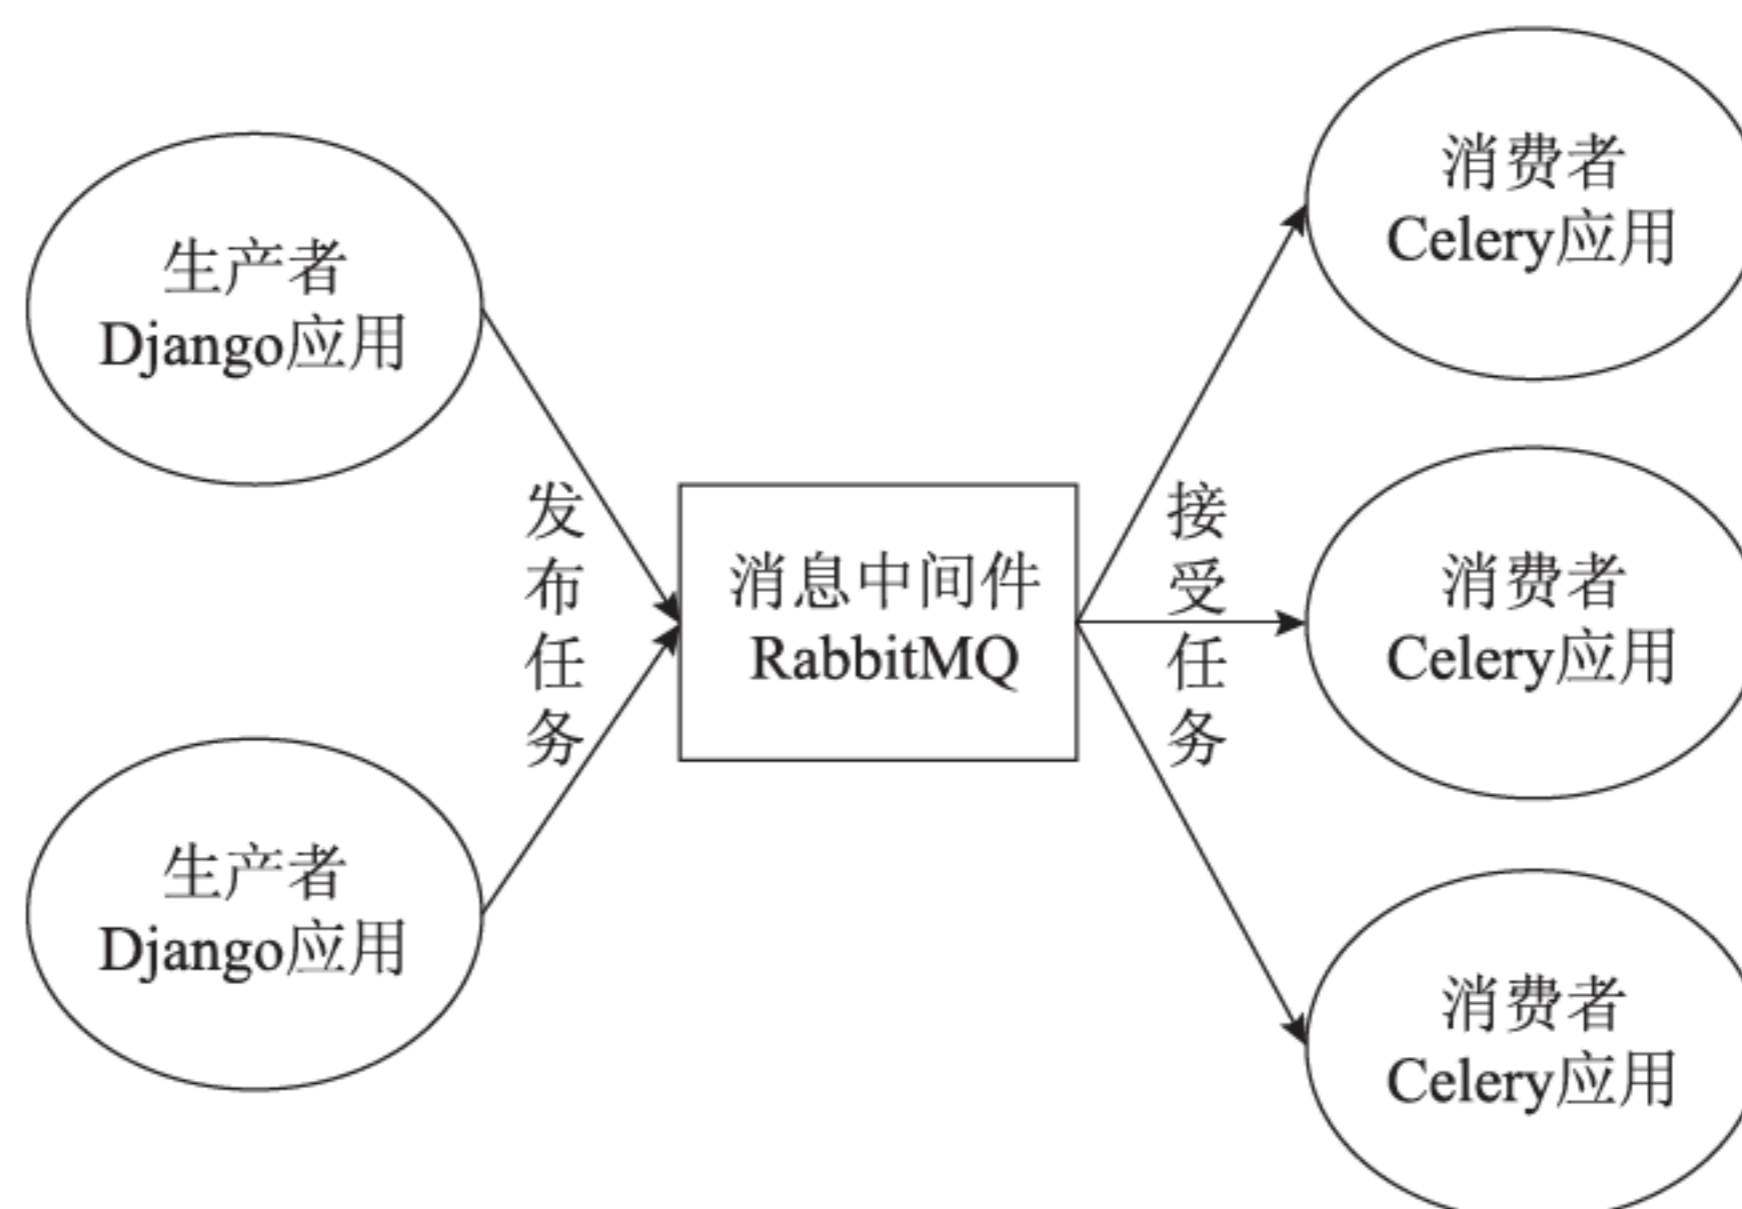 生产者
Django应用
生产者
Django应用
发布任务
消息中间件
RabbitMQ
接受任务
消费者
Celery应用
消费者
Celery应用
消费者
Celery应用